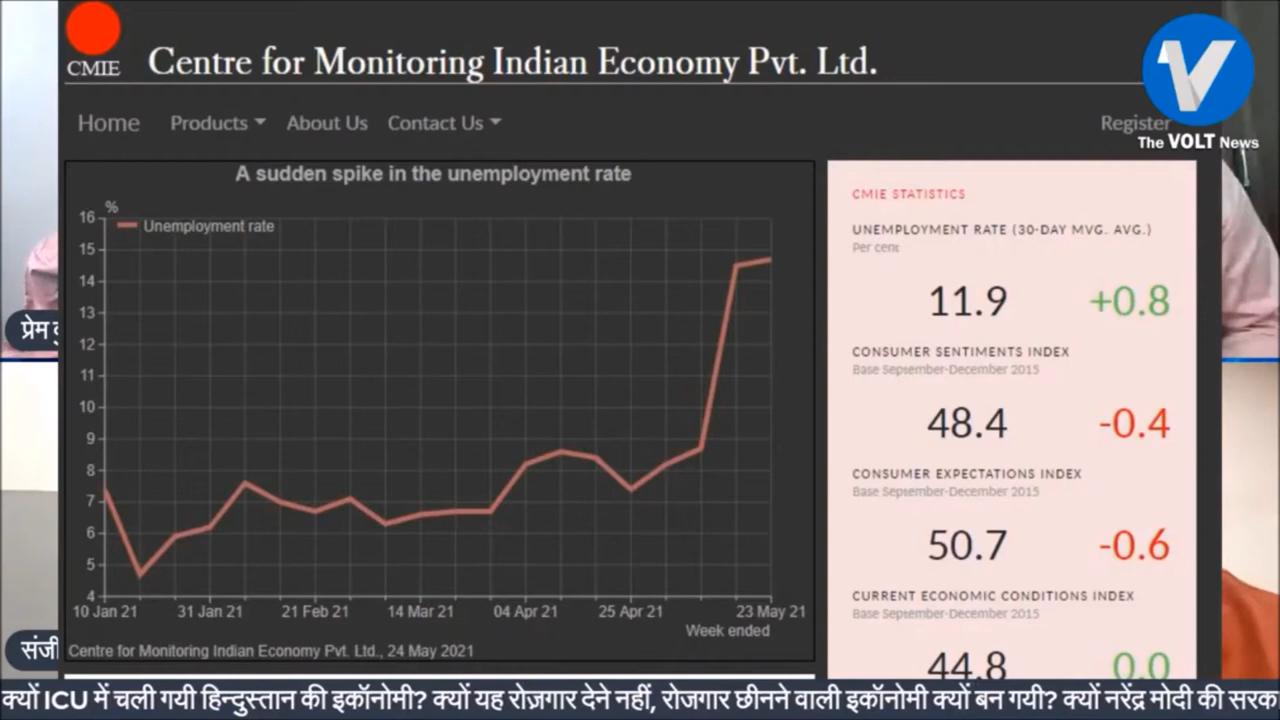 CMIE
Centre for Monitoring Indian Economy Pvt. Ltd.
The VOLT News
Home Products About Us Contact Us Register
A sudden spike in the unemployment rate
%
Unemployment rate
16
15
14
13
12
11
10
9
8
7
6
5
4
10 Jan 21 31 Jan 21 21 Feb 21 14 Mar 21 04 Apr 21 25 Apr 21 23 May 21
Week ended
Centre for Monitoring Indian Economy Pvt. Ltd., 24 May 2021
CMIE STATISTICS
UNEMPLOYMENT RATE (30-DAY MVG. AVG.)
Per cent
11.9 +0.8
CONSUMER SENTIMENTS INDEX
Base September-December 2015
48.4 -0.4
CONSUMER EXPECTATIONS INDEX
Base September-December 2015
50.7 -0.6
CURRENT ECONOMIC CONDITIONS INDEX
Base September-December 2015
44.8 0.0
प्रेम
क्यों ICU में चली गयी हिन्दुस्तान की इकॉनोमी? क्यों यह रोज़गार देने नहीं, रोजगार छीनने वाली इकॉनोमी क्यों बन गयी? क्यों नरेंद्र मोदी की